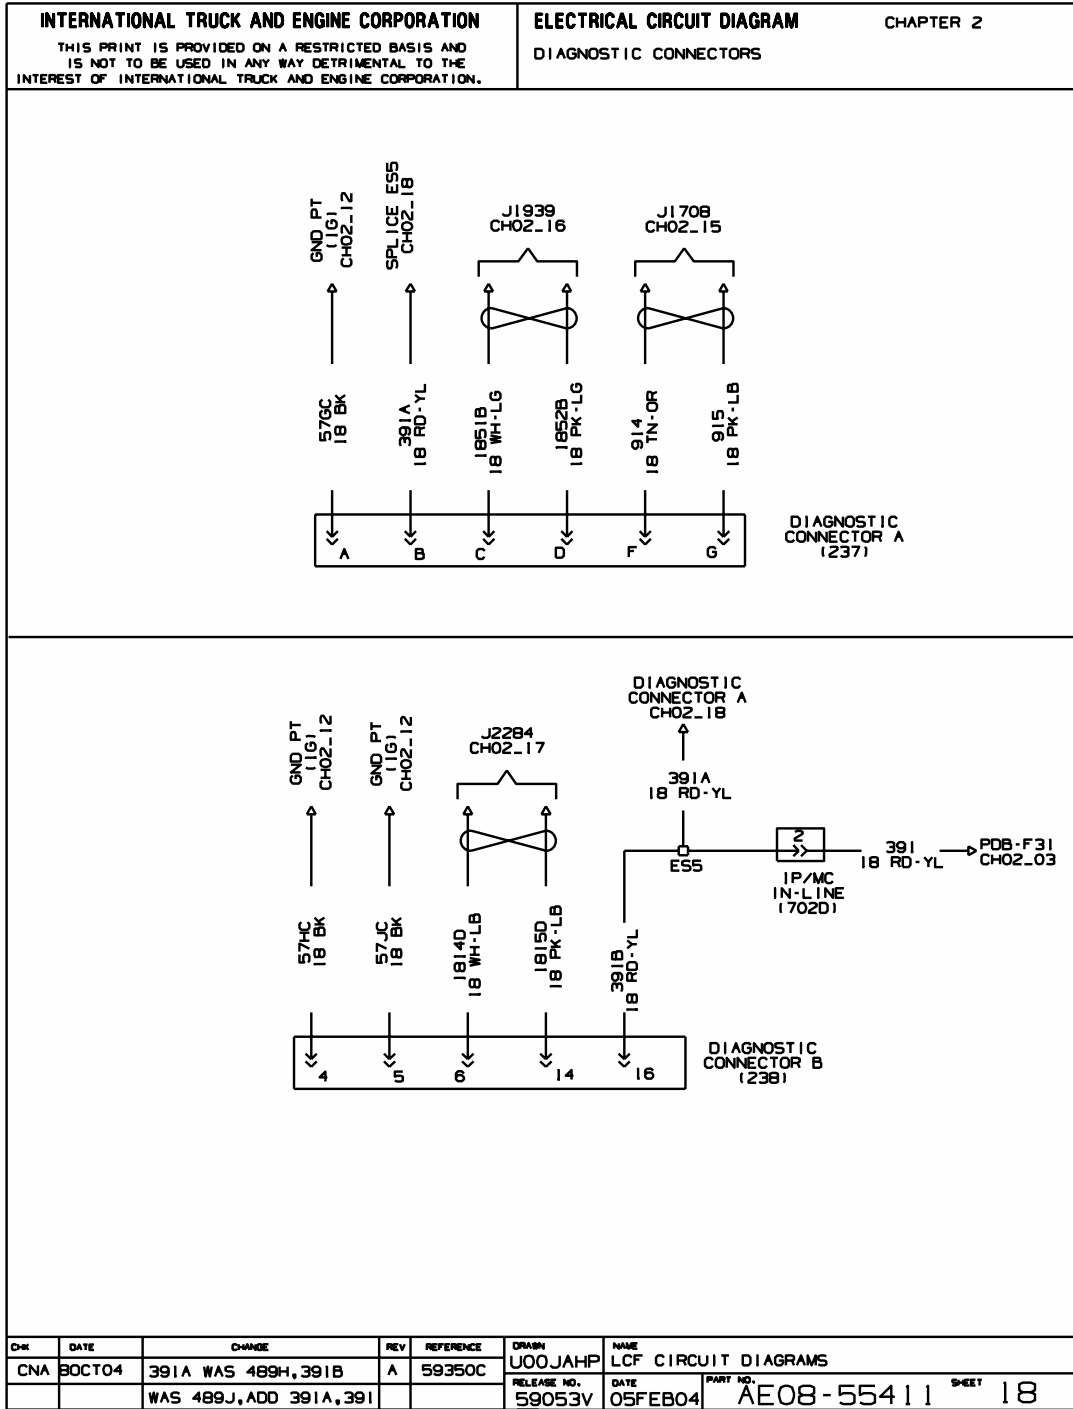 INTERNATIONAL TRUCK AND ENGINE CORPORATION
THIS PRINT IS PROVIDED ON A RESTRICTED BASIS AND
IS NOT TO BE USED IN ANY WAY DETRIMENTAL TO THE
INTEREST OF INTERNATIONAL TRUCK AND ENGINE CORPORATION.
ELECTRICAL CIRCUIT DIAGRAM
CHAPTER 2
DIAGNOSTIC CONNECTORS
GND PT
(1G)
CH02_12
SPLICE ES5
CH02_18
J1939
CH02_16
J1708
CH02_15
57GC
18 BK
391A
18 RD-YL
1851B
18 WH-LG
1852B
18 PK-LG
914
18 TN-OR
915
18 PK-LB
A
B
C
D
F
G
DIAGNOSTIC
CONNECTOR A
(237)
DIAGNOSTIC
CONNECTOR A
CH02_18
GND PT
(1G)
CH02_12
GND PT
(1G)
CH02_12
J2284
CH02_17
391A
18 RD-YL
ES5
2
IP/MC
IN-LINE
(702D)
391
18 RD-YL
PDB-F31
CH02_03
57HC
18 BK
57JC
18 BK
1814D
18 WH-LB
1815D
18 PK-LB
391B
18 RD-YL
4
5
6
14
16
DIAGNOSTIC
CONNECTOR B
(238)
CHK DATE CHANGE REV REFERENCE
CNA 8OCT04 391A WAS 489H,391B A 59350C
WAS 489J,ADD 391A,391
DRAWN
U00JAHP
NAME
LCF CIRCUIT DIAGRAMS
RELEASE NO.
59053V
DATE
05FEB04
PART NO.
AE08-55411
SHEET
18